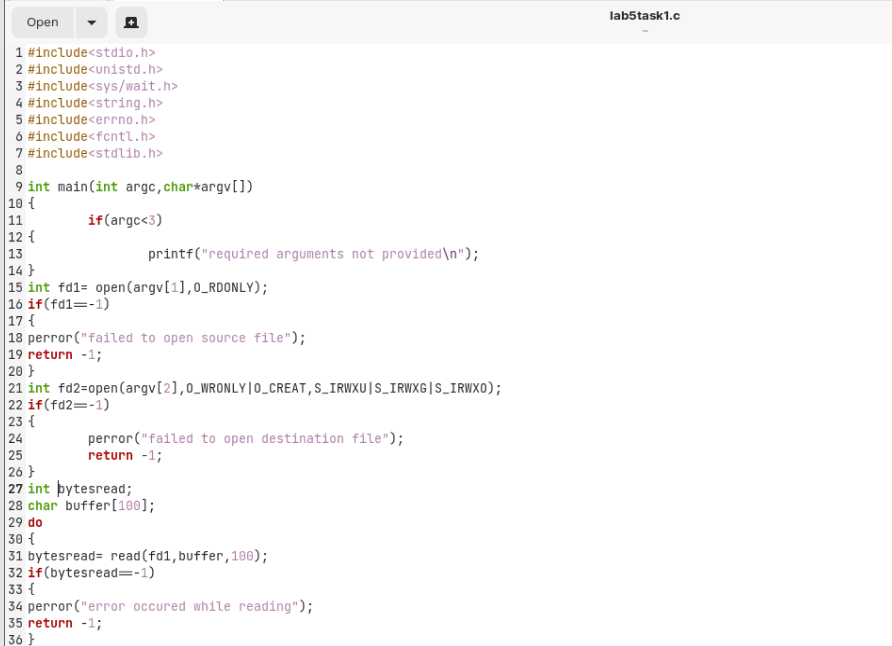 Open
lab5task1.c
~
1 #include<stdio.h>
2 #include<unistd.h>
3 #include<sys/wait.h>
4 #include<string.h>
5 #include<errno.h>
6 #include<fcntl.h>
7 #include<stdlib.h>
8
9 int main(int argc,char*argv[])
10 {
11         if(argc<3)
12 {
13                 printf("required arguments not provided\n");
14 }
15 int fd1= open(argv[1],O_RDONLY);
16 if(fd1==-1)
17 {
18 perror("failed to open source file");
19 return -1;
20 }
21 int fd2=open(argv[2],O_WRONLY|O_CREAT,S_IRWXU|S_IRWXG|S_IRWXO);
22 if(fd2==-1)
23 {
24         perror("failed to open destination file");
25         return -1;
26 }
27 int bytesread;
28 char buffer[100];
29 do
30 {
31 bytesread= read(fd1,buffer,100);
32 if(bytesread==-1)
33 {
34 perror("error occured while reading");
35 return -1;
36 }